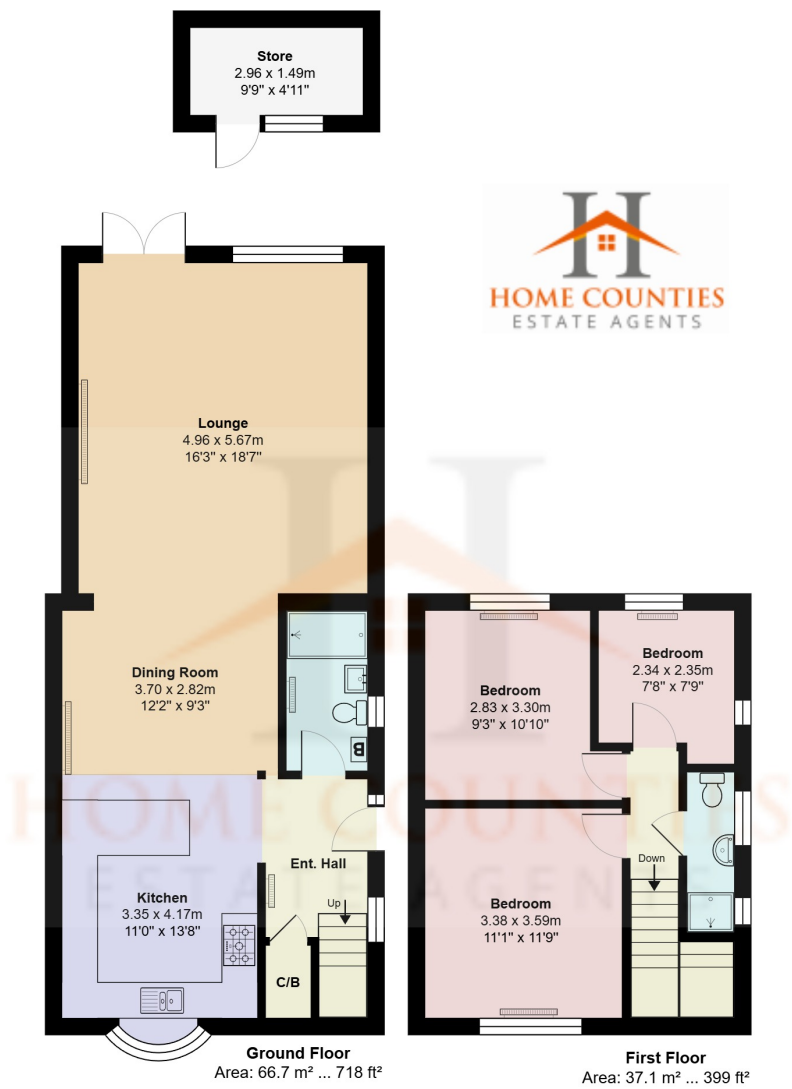 Store
2.96 x 1.49m
9'9" x 4'11"
HOME COUNTIES
ESTATE AGENTS
Lounge
4.96 x 5.67m
16'3" x 18'7"
Dining Room
3.70 x 2.82m
12'2" x 9'3"
B
Kitchen
3.35 x 4.17m
11'0" x 13'8"
Ent. Hall
Up
C/B
Ground Floor
Area: 66.7 m² ... 718 ft²
Bedroom
2.83 x 3.30m
9'3" x 10'10"
Bedroom
2.34 x 2.35m
7'8" x 7'9"
Down
Bedroom
3.38 x 3.59m
11'1" x 11'9"
First Floor
Area: 37.1 m² ... 399 ft²
HOME COUNTIES
ESTATE AGENTS